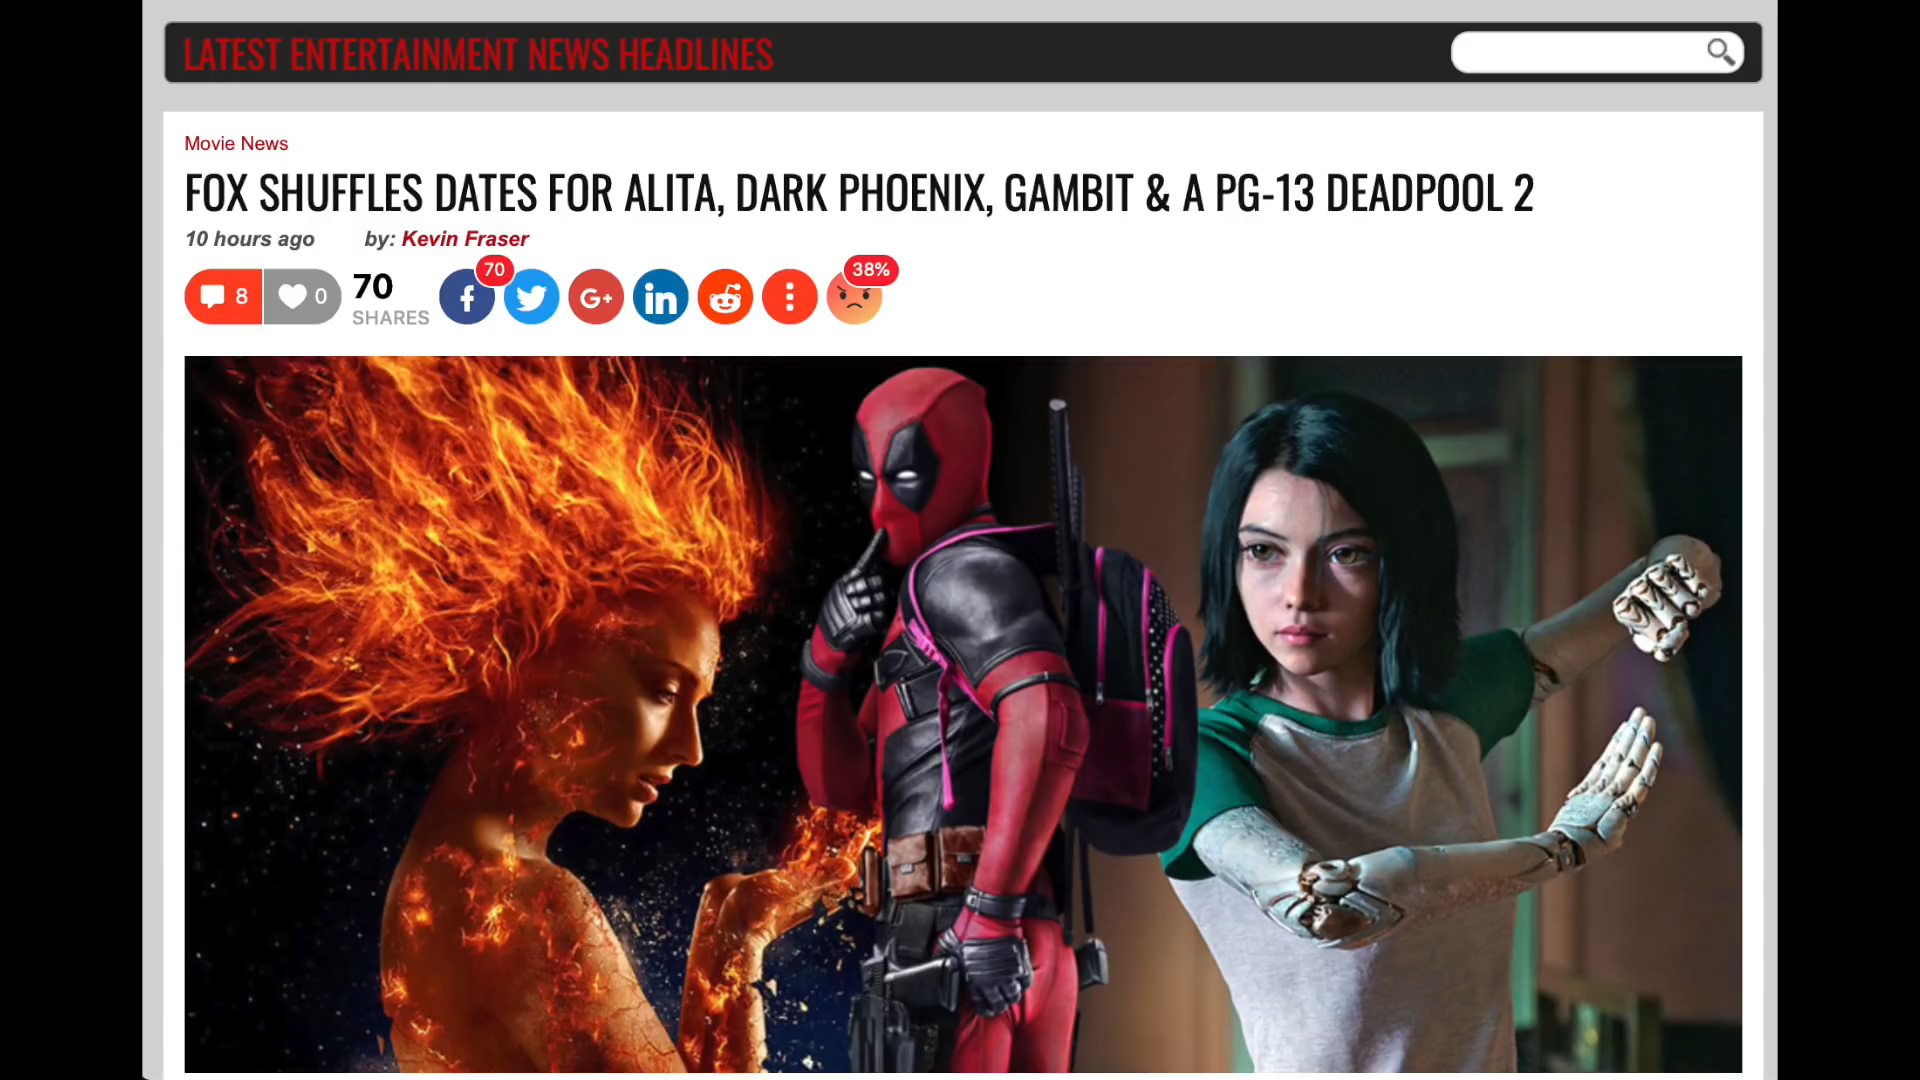 LATEST ENTERTAINMENT NEWS HEADLINES
Movie News
FOX SHUFFLES DATES FOR ALITA, DARK PHOENIX, GAMBIT & A PG-13 DEADPOOL 2
10 hours ago by: Kevin Fraser
8 0 70 SHARES 70 f G+ in 38%